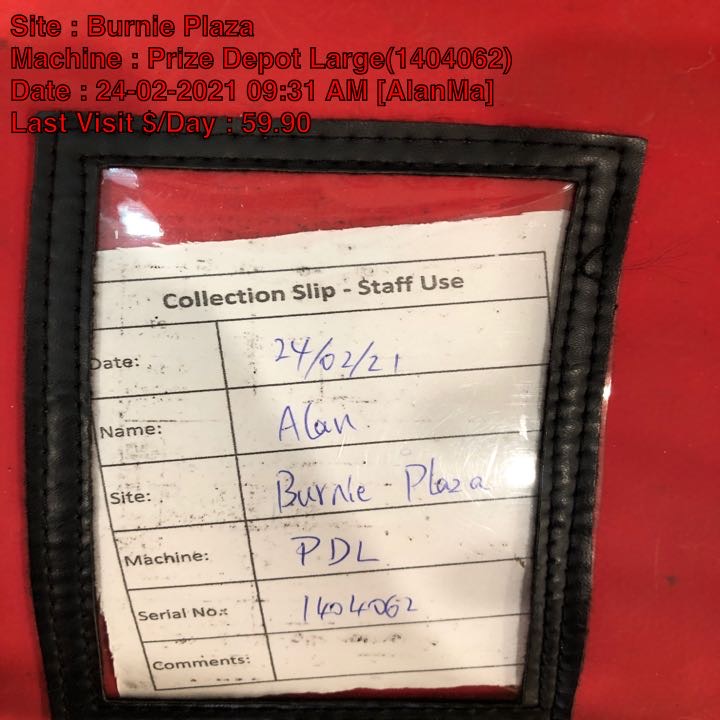 Site : Burnie Plaza
Machine : Prize Depot Large(1404062)
Date : 24-02-2021 09:31 AM [AlanMa]
Last Visit $/Day : 59.90
Collection Slip - Staff Use
Date: 24/02/21
Name: Alan
Site: Burnie Plaza
Machine: PDL
Serial No.: 1404062
Comments: